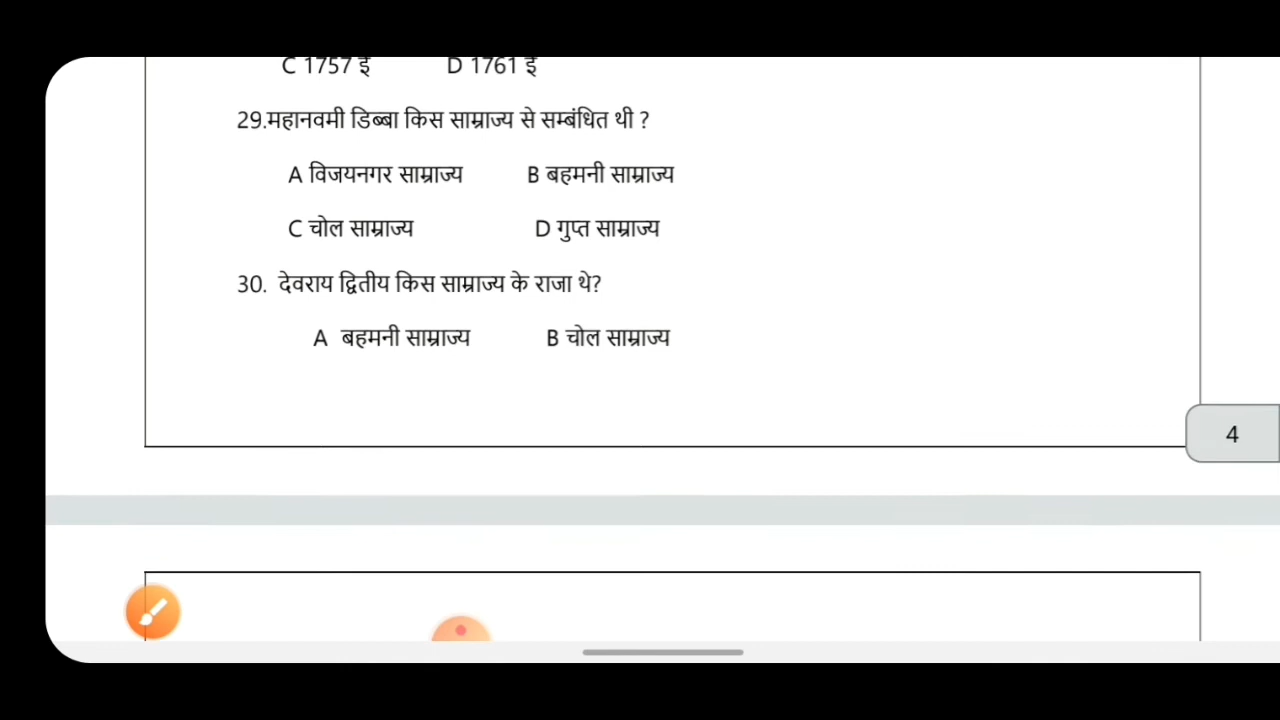 C 1757 ई D 1761 ई
29.महानवमी डिब्बा किस साम्राज्य से सम्बंधित थी ?
A विजयनगर साम्राज्य B बहमनी साम्राज्य
C चोल साम्राज्य D गुप्त साम्राज्य
30. देवराय द्वितीय किस साम्राज्य के राजा थे?
A बहमनी साम्राज्य B चोल साम्राज्य
4